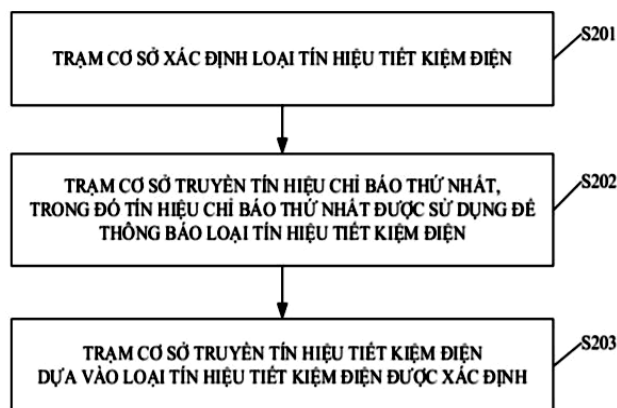 TRẠM CƠ SỞ XÁC ĐỊNH LOẠI TÍN HIỆU TIẾT KIỆM ĐIỆN
S201
TRẠM CƠ SỞ TRUYỀN TÍN HIỆU CHỈ BÁO THỨ NHẤT,
TRONG ĐÓ TÍN HIỆU CHỈ BÁO THỨ NHẤT ĐƯỢC SỬ DỤNG ĐỂ
THÔNG BÁO LOẠI TÍN HIỆU TIẾT KIỆM ĐIỆN
S202
TRẠM CƠ SỞ TRUYỀN TÍN HIỆU TIẾT KIỆM ĐIỆN
DỰA VÀO LOẠI TÍN HIỆU TIẾT KIỆM ĐIỆN ĐƯỢC XÁC ĐỊNH
S203